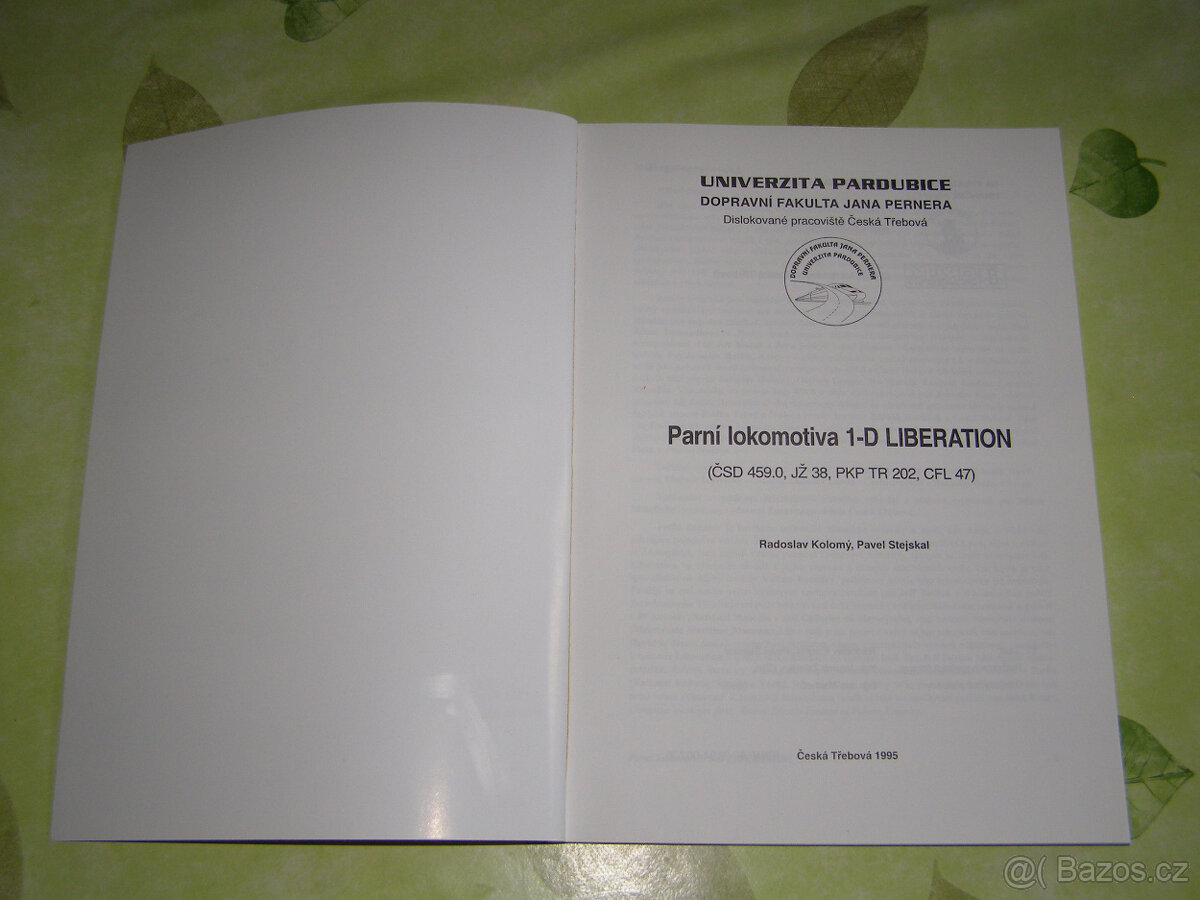 UNIVERZITA PARDUBICE
DOPRAVNÍ FAKULTA JANA PERNERA
Dislokované pracoviště Česká Třebová
DOPRAVNÍ FAKULTA JANA PERNERA
UNIVERZITA PARDUBICE
Parní lokomotiva 1-D LIBERATION
(ČSD 459.0, JŽ 38, PKP TR 202, CFL 47)
Radoslav Kolomý, Pavel Stejskal
Česká Třebová 1995
@( Bazos.cz